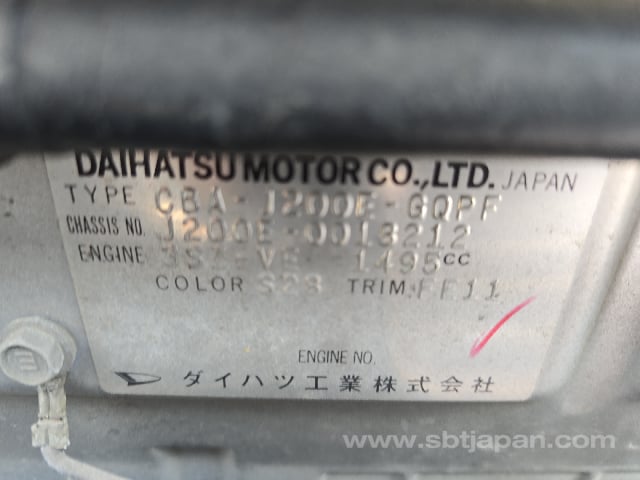 DAIHATSU MOTOR CO.,LTD. JAPAN
TYPE CBA-J200E-GQPF
CHASSIS NO. J200E-0013212
ENGINE 3SZ-VE 1495cc
COLOR S28 TRIM FF11
ENGINE NO.
ダイハツ工業株式会社
www.sbtjapan.com